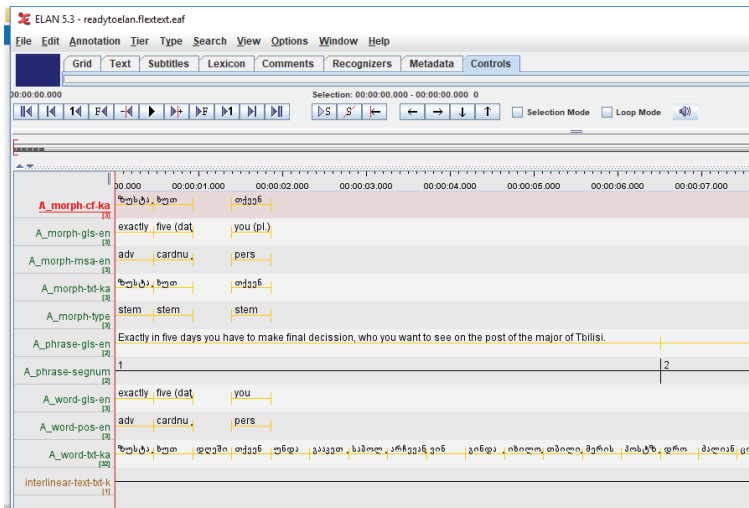 ELAN 5.3 - readytoelan.flextext.eaf
File Edit Annotation Tier Type Search View Options Window Help
Grid Text Subtitles Lexicon Comments Recognizers Metadata Controls
00:00:00.000 Selection: 00:00:00.000 - 00:00:00.000 0
Selection Mode Loop Mode
00.000 00:00:01.000 00:00:02.000 00:00:03.000 00:00:04.000 00:00:05.000 00:00:06.000 00:00:07.000
A_morph-cf-ka ზუსტა, ხუთ თქვენ
[3]
A_morph-gls-en exactly five (dat, you (pl.)
[3]
A_morph-msa-en adv cardnu, pers
[3]
A_morph-txt-ka ზუსტა, ხუთ თქვენ
[3]
A_morph-type stem stem stem
[3]
A_phrase-gls-en Exactly in five days you have to make final decission, who you want to see on the post of the major of Tbilisi.
[2]
A_phrase-segnum 1 2
[2]
A_word-gls-en exactly five (dat, you
[3]
A_word-pos-en adv cardnu, pers
[3]
A_word-txt-ka ზუსტა, ხუთ დღეში თქვენ უნდა გააკეთ, საბოლ, არჩევან, ვინ გინდა, იხილო, თბილი, მერის პოსტზ, დრო ძალიან ც
[32]
interlinear-text-txt-k
[1]